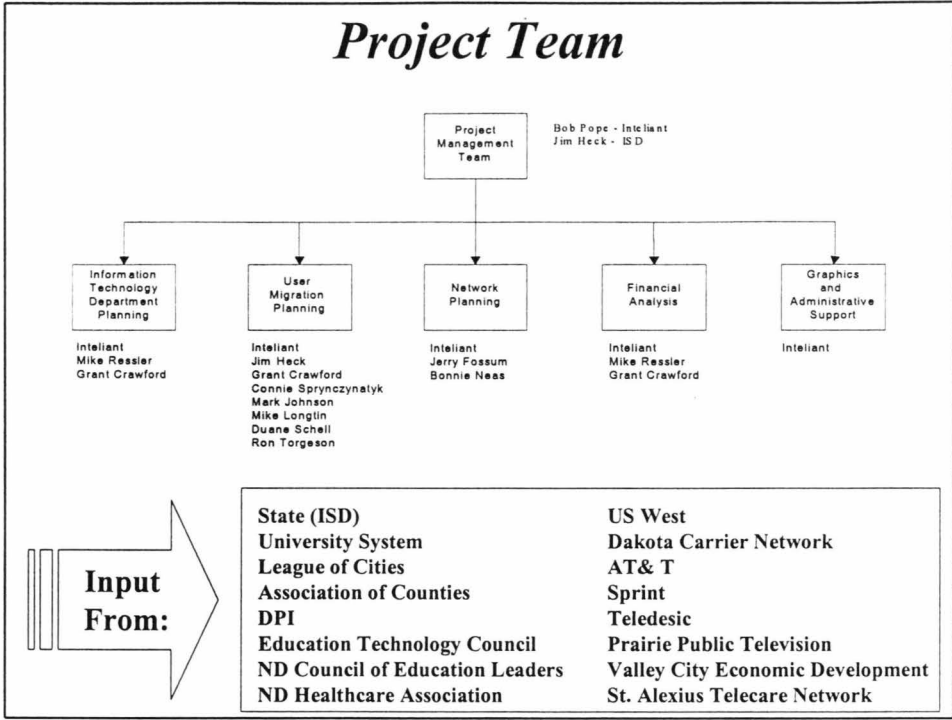 Project Team
Project
Management
Team
Bob Pope - Inteliant
Jim Heck - ISD
Information
Technology
Department
Planning
Inteliant
Mike Ressler
Grant Crawford
User
Migration
Planning
Inteliant
Jim Heck
Grant Crawford
Connie Sprynczynatyk
Mark Johnson
Mike Longtin
Duane Schell
Ron Torgeson
Network
Planning
Inteliant
Jerry Fossum
Bonnie Neas
Financial
Analysis
Inteliant
Mike Ressler
Grant Crawford
Graphics
and
Administrative
Support
Inteliant
Input
From:
State (ISD)
University System
League of Cities
Association of Counties
DPI
Education Technology Council
ND Council of Education Leaders
ND Healthcare Association
US West
Dakota Carrier Network
AT& T
Sprint
Teledesic
Prairie Public Television
Valley City Economic Development
St. Alexius Telecare Network